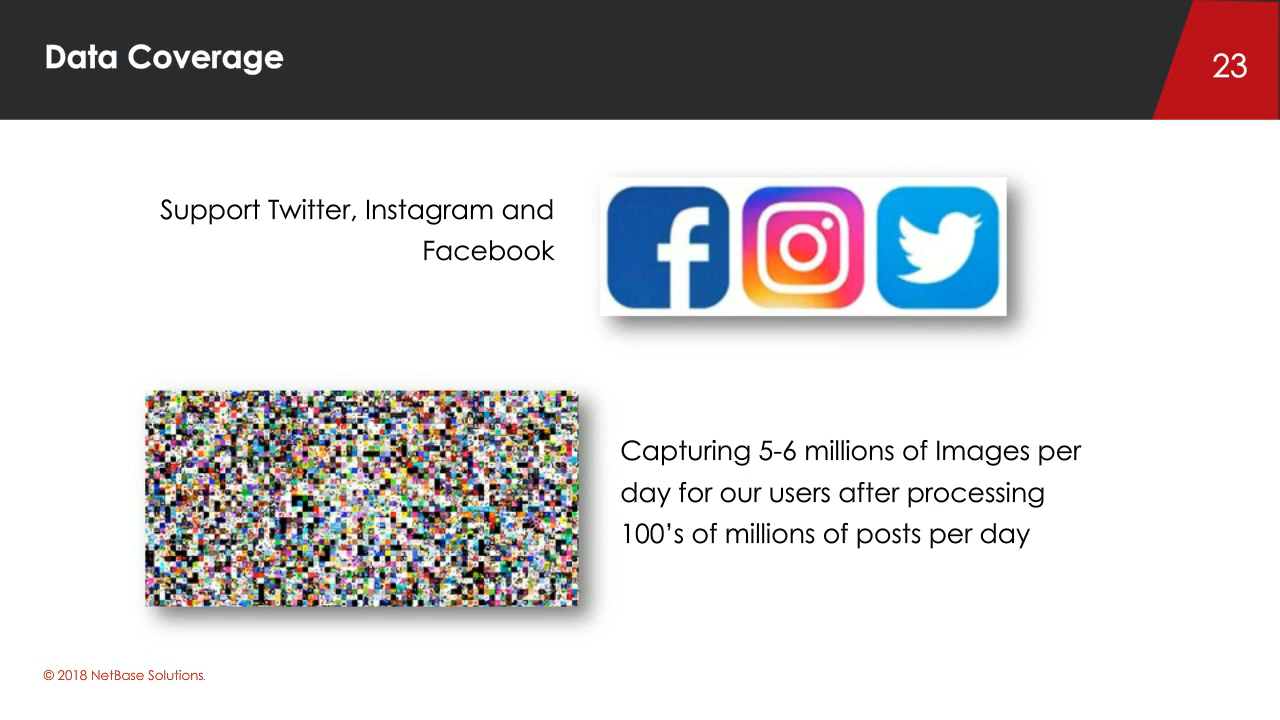 Data Coverage
23
Support Twitter, Instagram and
Facebook
Capturing 5-6 millions of Images per
day for our users after processing
100’s of millions of posts per day
© 2018 NetBase Solutions.